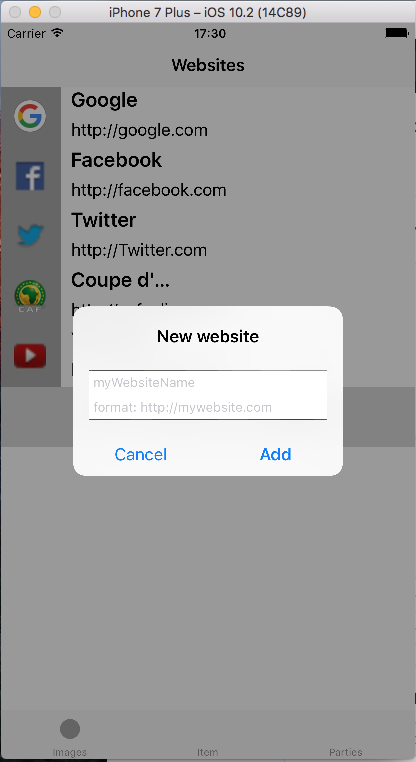 iPhone 7 Plus – iOS 10.2 (14C89)
Carrier 17:30
Websites
Google
http://google.com
Facebook
http://facebook.com
Twitter
http://Twitter.com
Coupe d'...
CAF
New website
myWebsiteName
format: http://mywebsite.com
Cancel Add
Images Item Parties